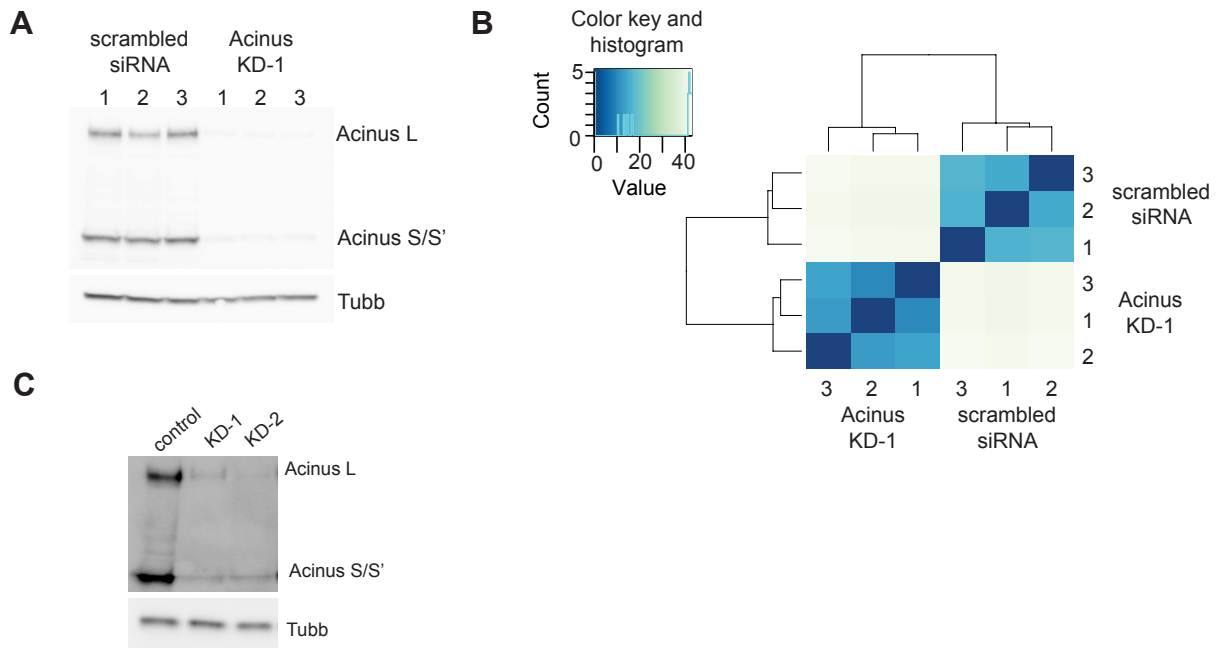 A
scrambled
siRNA
Acinus
KD-1
1 2 3 1 2 3
Acinus L
Acinus S/S'
Tubb
B
Color key and
histogram
Count
5
0
0 20 40
Value
3
2
1
scrambled
siRNA
3
1
2
Acinus
KD-1
3 2 1 3 1 2
Acinus
KD-1
scrambled
siRNA
C
control
KD-1
KD-2
Acinus L
Acinus S/S'
Tubb